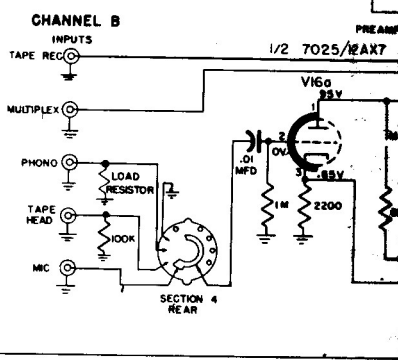 CHANNEL B
INPUTS
PREAMP
TAPE REC
1/2 7025/12AX7
V16a
95V
1
MULTIPLEX
2
0V
3
.01
MFD
.85V
PHONO
LOAD
RESISTOR
1M
2200
TAPE
HEAD
100K
MIC
SECTION 4
REAR